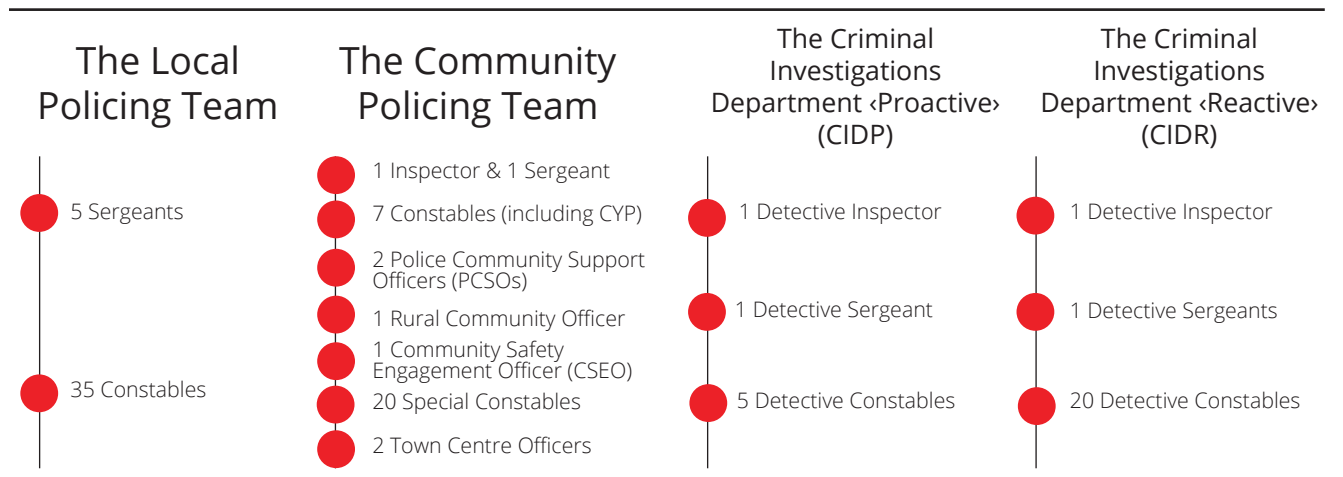 The Local
Policing Team
5 Sergeants
35 Constables
The Community
Policing Team
1 Inspector & 1 Sergeant
7 Constables (including CYP)
2 Police Community Support
Officers (PCSOs)
1 Rural Community Officer
1 Community Safety
Engagement Officer (CSEO)
20 Special Constables
2 Town Centre Officers
The Criminal
Investigations
Department ‹Proactive›
(CIDP)
1 Detective Inspector
1 Detective Sergeant
5 Detective Constables
The Criminal
Investigations
Department ‹Reactive›
(CIDR)
1 Detective Inspector
1 Detective Sergeants
20 Detective Constables